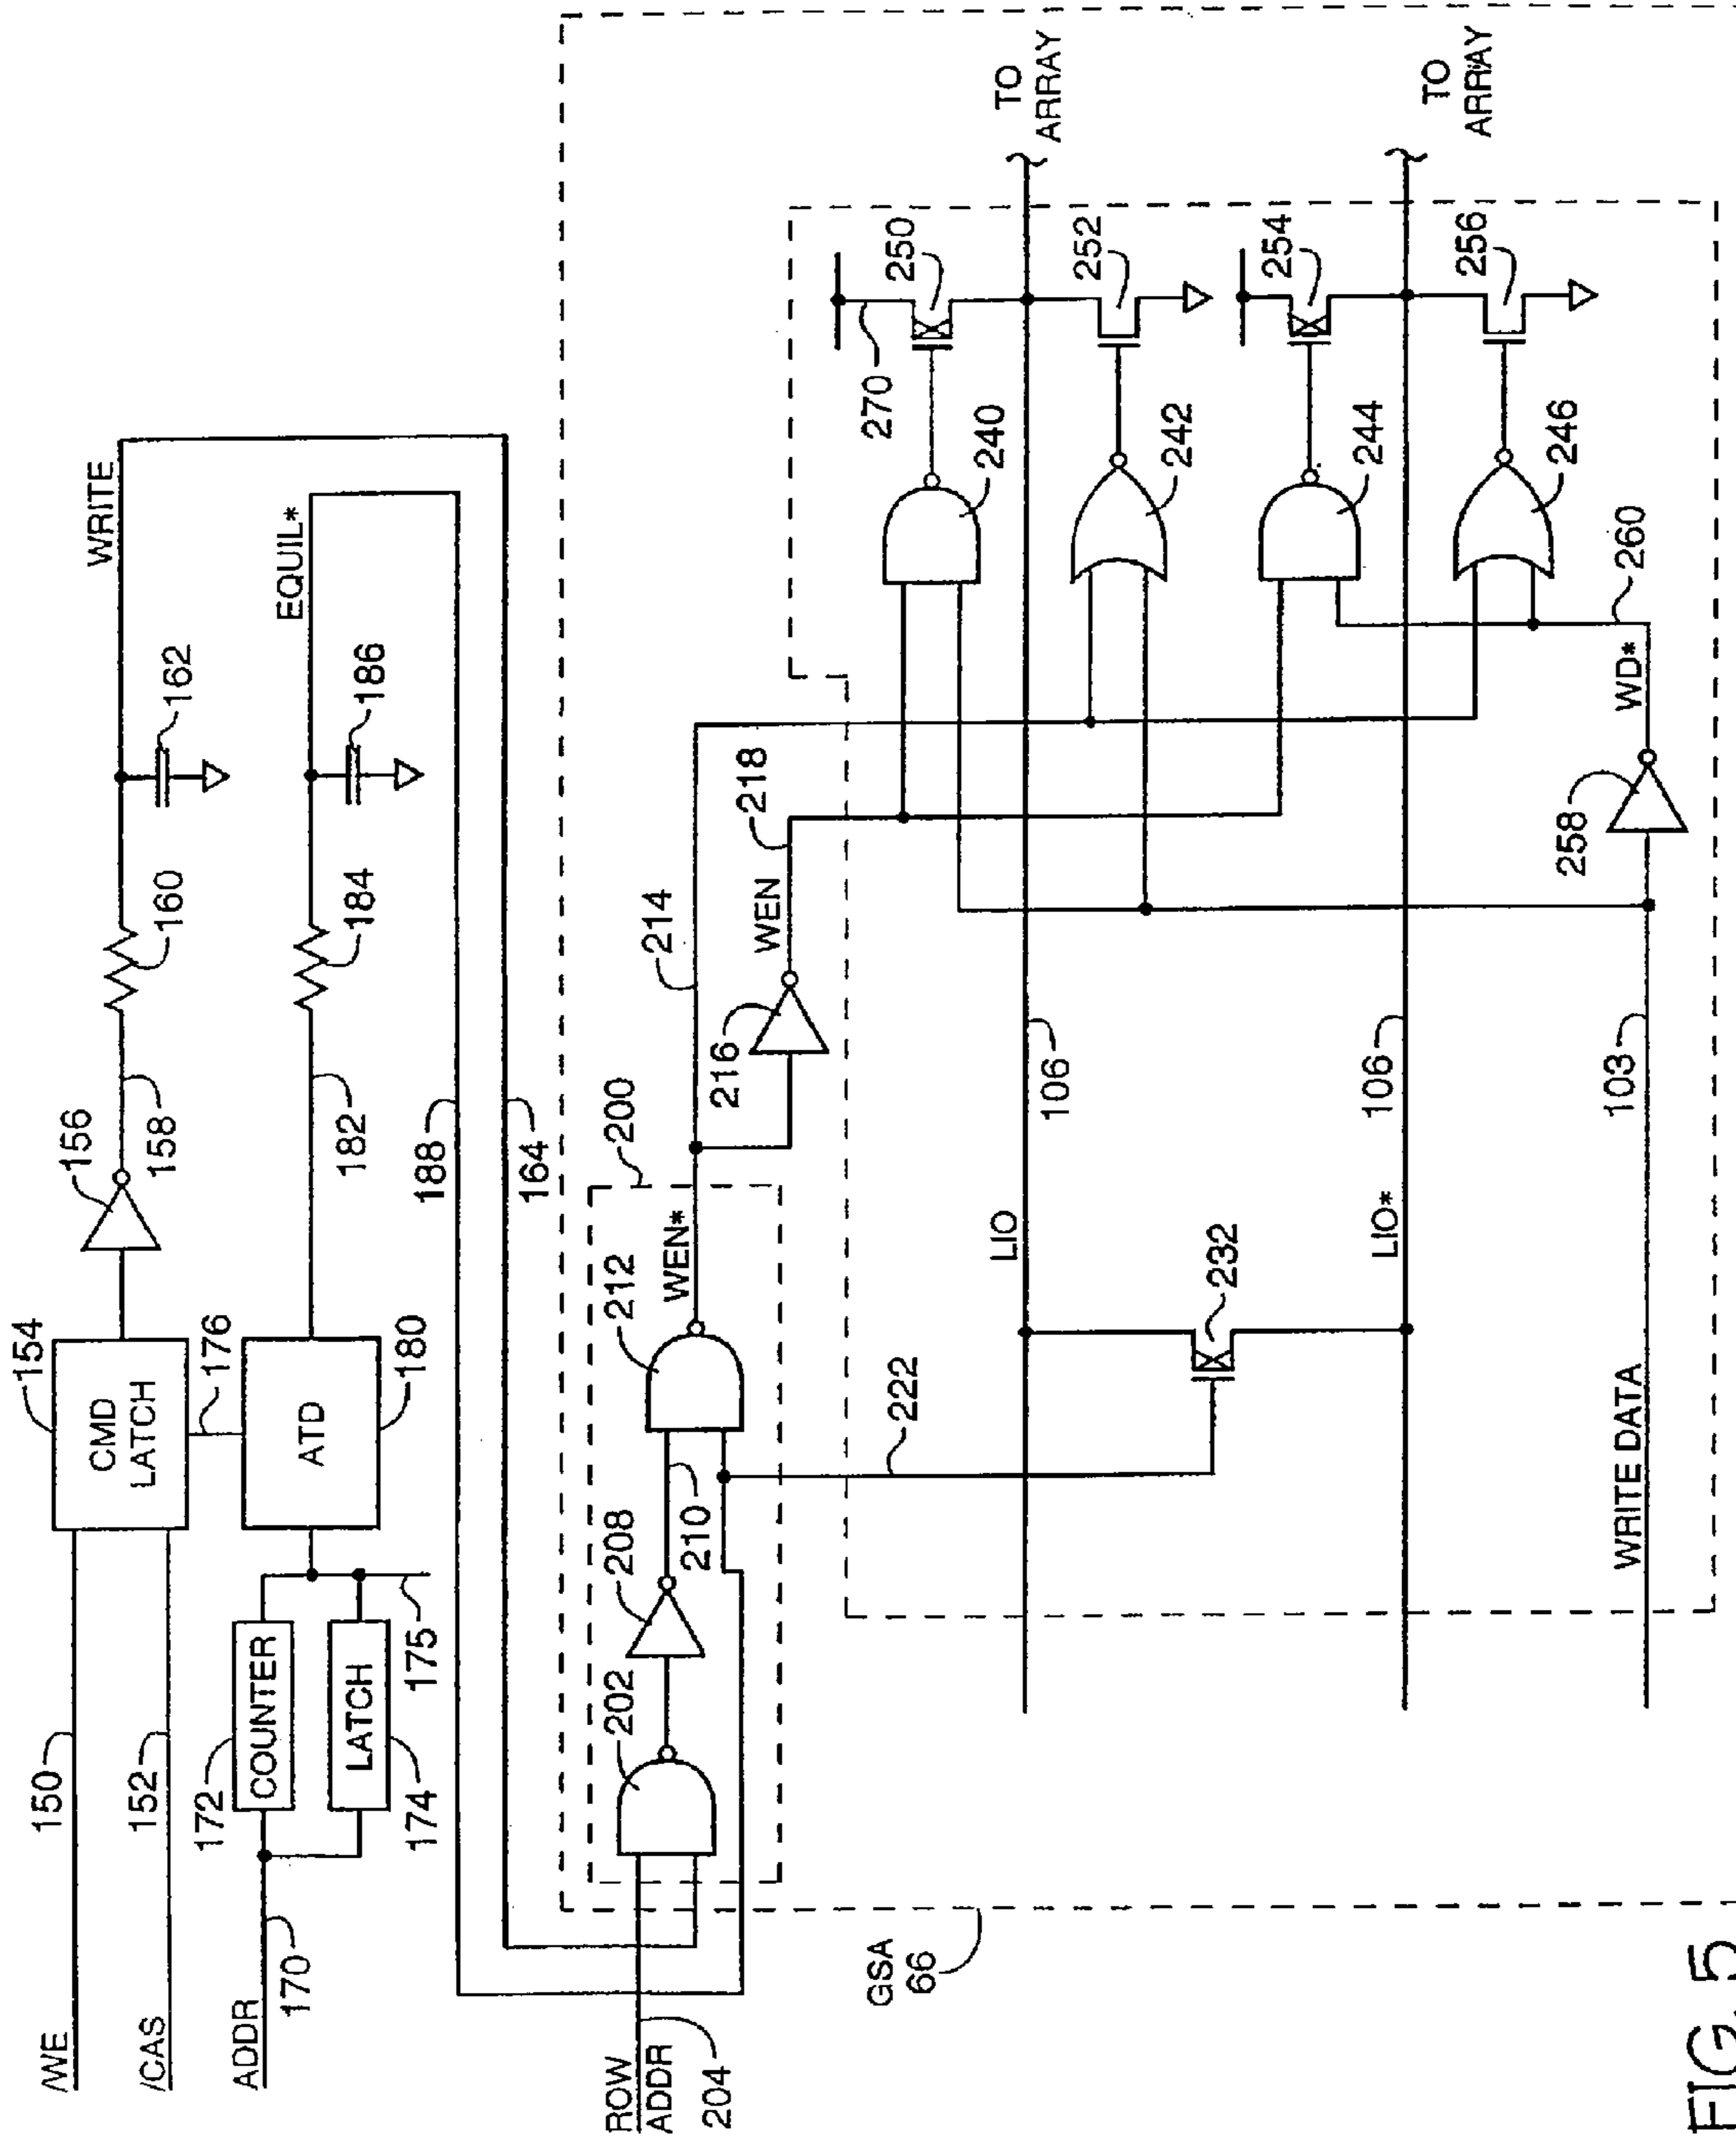 /WE
150
/CAS
152
ADDR
170
172
COUNTER
LATCH
174
175
154
CMD
LATCH
176
ATD
180
156
158
182
160
184
162
186
WRITE
EQUIL*
188
164
ROW
ADDR
204
GSA
66
202
208
210
212
WEN*
200
222
214
216
WEN
218
LIO
106
232
LIO*
106
WRITE DATA
103
258
WD*
260
240
242
244
246
270
250
252
254
256
TO
ARRAY
TO
ARRAY
FIG. 5